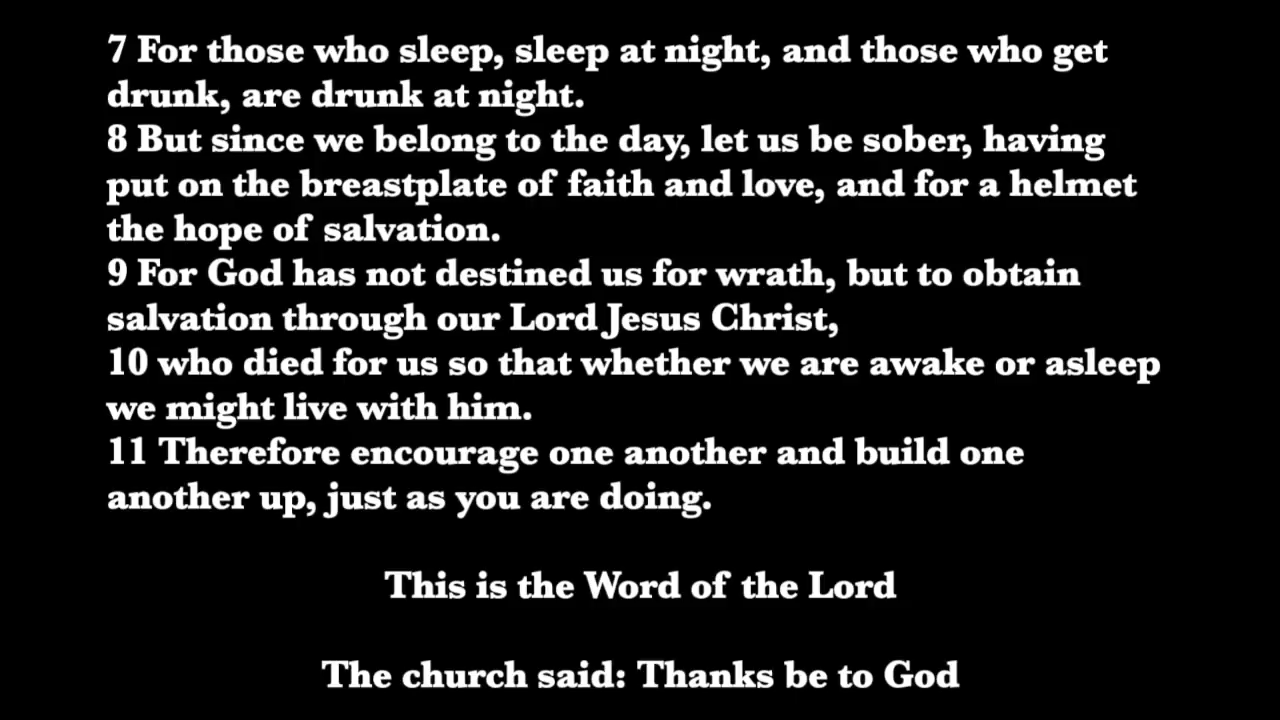 7 For those who sleep, sleep at night, and those who get
drunk, are drunk at night.
8 But since we belong to the day, let us be sober, having
put on the breastplate of faith and love, and for a helmet
the hope of salvation.
9 For God has not destined us for wrath, but to obtain
salvation through our Lord Jesus Christ,
10 who died for us so that whether we are awake or asleep
we might live with him.
11 Therefore encourage one another and build one
another up, just as you are doing.
This is the Word of the Lord
The church said: Thanks be to God